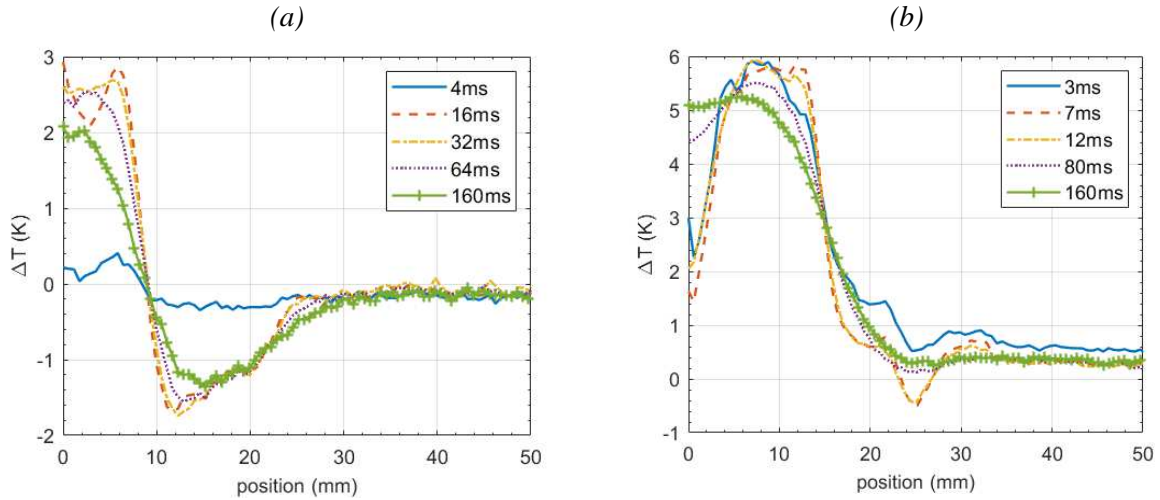 (a)
3
2
1
0
-1
-2
ΔT (K)
0 10 20 30 40 50
position (mm)
4ms
16ms
32ms
64ms
160ms
(b)
6
5
4
3
2
1
0
-1
ΔT (K)
0 10 20 30 40 50
position (mm)
3ms
7ms
12ms
80ms
160ms